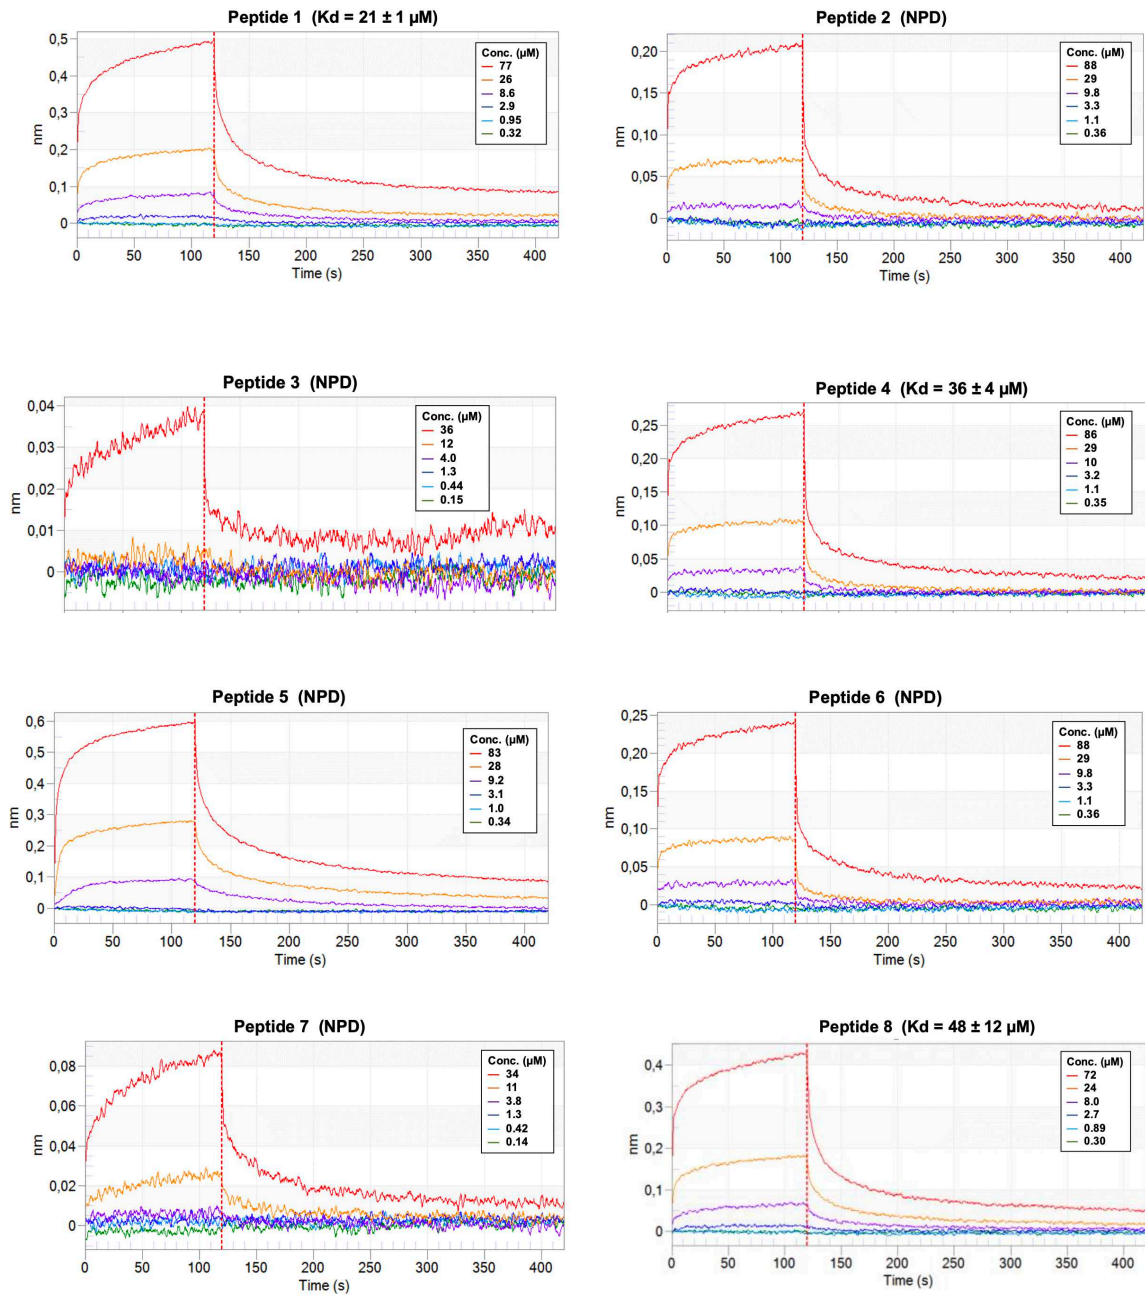 Peptide 1 (Kd = 21 ± 1 µM)
0,5
0,4
0,3
0,2
0,1
0
nm
Conc. (µM)
77
26
8.6
2.9
0.95
0.32
0 50 100 150 200 250 300 350 400
Time (s)
Peptide 2 (NPD)
0,20
0,15
0,10
0,05
0
nm
Conc. (µM)
88
29
9.8
3.3
1.1
0.36
0 50 100 150 200 250 300 350 400
Time (s)
Peptide 3 (NPD)
0,04
0,03
0,02
0,01
0
nm
Conc. (µM)
36
12
4.0
1.3
0.44
0.15
Peptide 4 (Kd = 36 ± 4 µM)
0,25
0,20
0,15
0,10
0,05
0
nm
Conc. (µM)
86
29
10
3.2
1.1
0.35
Peptide 5 (NPD)
0,6
0,5
0,4
0,3
0,2
0,1
0
nm
Conc. (µM)
83
28
9.2
3.1
1.0
0.34
0 50 100 150 200 250 300 350 400
Time (s)
Peptide 6 (NPD)
0,25
0,20
0,15
0,10
0,05
0
nm
Conc. (µM)
88
29
9.8
3.3
1.1
0.36
0 50 100 150 200 250 300 350 400
Time (s)
Peptide 7 (NPD)
0,08
0,06
0,04
0,02
0
nm
Conc. (µM)
34
11
3.8
1.3
0.42
0.14
0 50 100 150 200 250 300 350 400
Time (s)
Peptide 8 (Kd = 48 ± 12 µM)
0,4
0,3
0,2
0,1
0
nm
Conc. (µM)
72
24
8.0
2.7
0.89
0.30
0 50 100 150 200 250 300 350 400
Time (s)